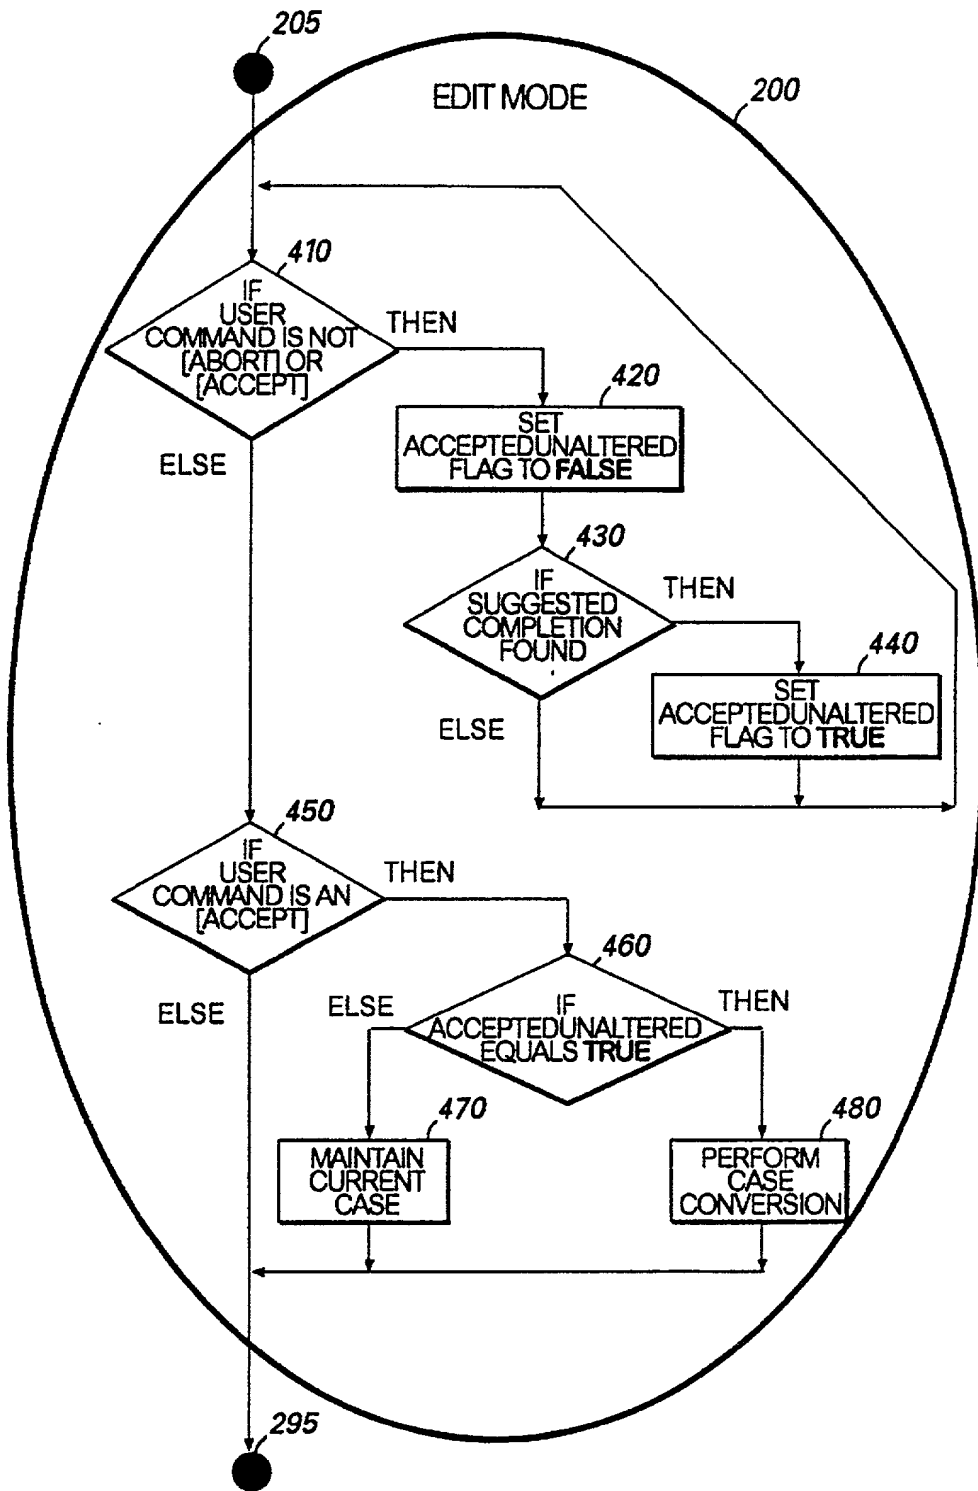 205
EDIT MODE
200
410
IF
USER
COMMAND IS NOT
[ABORT] OR
[ACCEPT]
THEN
ELSE
420
SET
ACCEPTEDUNALTERED
FLAG TO FALSE
430
IF
SUGGESTED
COMPLETION
FOUND
THEN
ELSE
440
SET
ACCEPTEDUNALTERED
FLAG TO TRUE
450
IF
USER
COMMAND IS AN
[ACCEPT]
THEN
ELSE
460
IF
ACCEPTEDUNALTERED
EQUALS TRUE
ELSE
THEN
470
MAINTAIN
CURRENT
CASE
480
PERFORM
CASE
CONVERSION
295